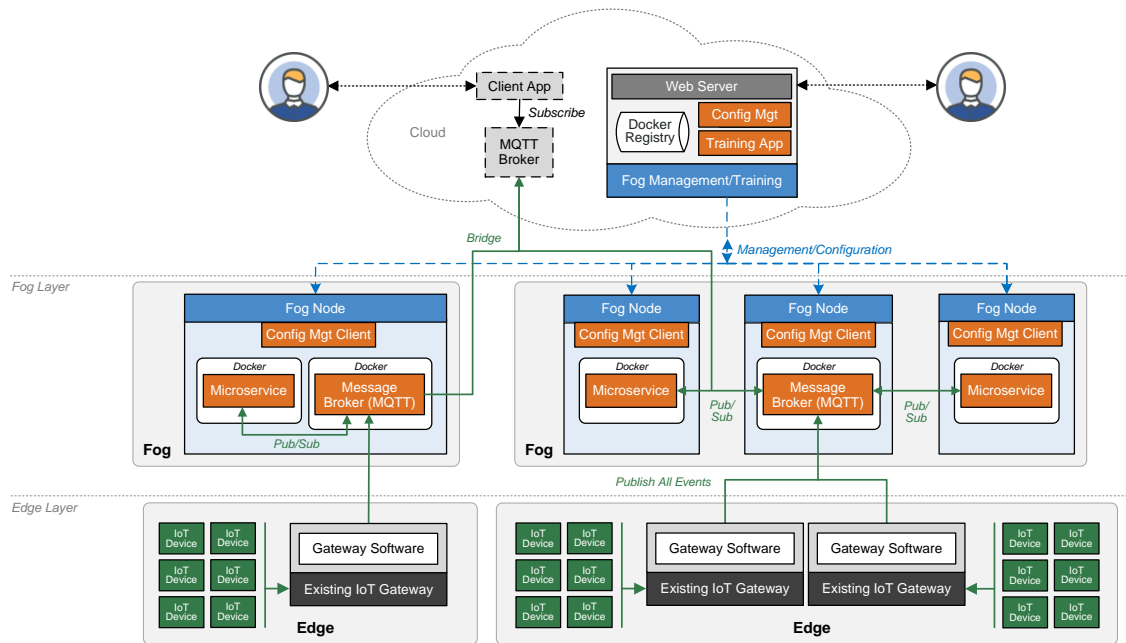 Client App
Subscribe
MQTT
Broker
Cloud
Web Server
Docker
Registry
Config Mgt
Training App
Fog Management/Training
Bridge
Management/Configuration
Fog Layer
Fog Node
Config Mgt Client
Docker
Microservice
Docker
Message
Broker (MQTT)
Pub/Sub
Fog
Fog Node
Config Mgt Client
Docker
Microservice
Pub/
Sub
Fog Node
Config Mgt Client
Docker
Message
Broker (MQTT)
Pub/
Sub
Fog Node
Config Mgt Client
Docker
Microservice
Fog
Publish All Events
Edge Layer
IoT
Device
IoT
Device
IoT
Device
IoT
Device
IoT
Device
IoT
Device
Gateway Software
Existing IoT Gateway
Edge
IoT
Device
IoT
Device
IoT
Device
IoT
Device
IoT
Device
IoT
Device
Gateway Software
Existing IoT Gateway
Gateway Software
Existing IoT Gateway
IoT
Device
IoT
Device
IoT
Device
IoT
Device
IoT
Device
IoT
Device
Edge